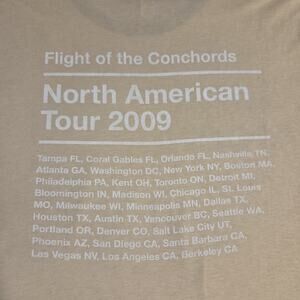 Flight of the Conchords
North American
Tour 2009
Tampa FL, Coral Gables FL, Orlando FL, Nashville TN,
Atlanta GA, Washington DC, New York NY, Boston MA,
Philadelphia PA, Kent OH, Toronto ON, Detroit MI,
Bloomington IN, Madison WI, Chicago IL, St. Louis
MO, Milwaukee WI, Minneapolis MN, Dallas TX,
Houston TX, Austin TX, Vancouver BC, Seattle WA,
Portland OR, Denver CO, Salt Lake City UT,
Phoenix AZ, San Diego CA, Santa Barbara CA,
Las Vegas NV, Los Angeles CA, Berkeley CA